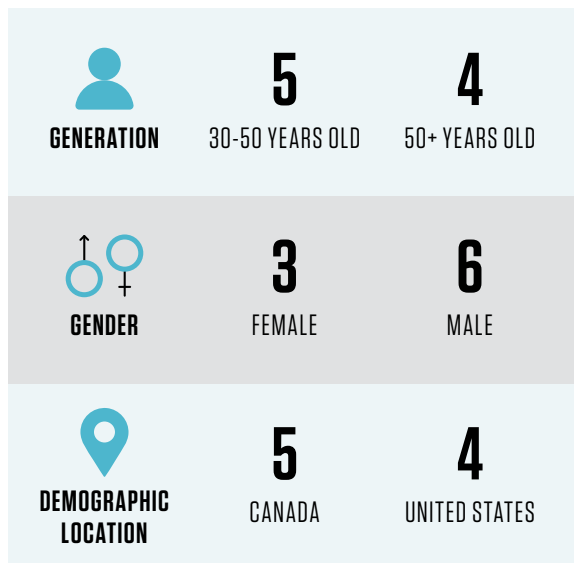 5 4
GENERATION 30-50 YEARS OLD 50+ YEARS OLD
3 6
GENDER FEMALE MALE
5 4
DEMOGRAPHIC
LOCATION
CANADA UNITED STATES